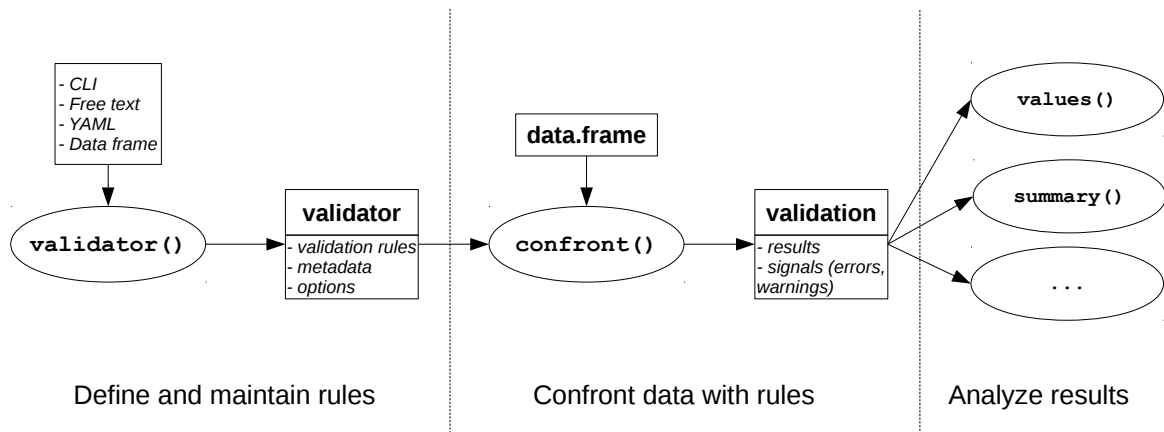 - CLI
- Free text
- YAML
- Data frame
validator()
validator
- validation rules
- metadata
- options
Define and maintain rules
data.frame
confront()
validation
- results
- signals (errors,
warnings)
Confront data with rules
values()
summary()
...
Analyze results